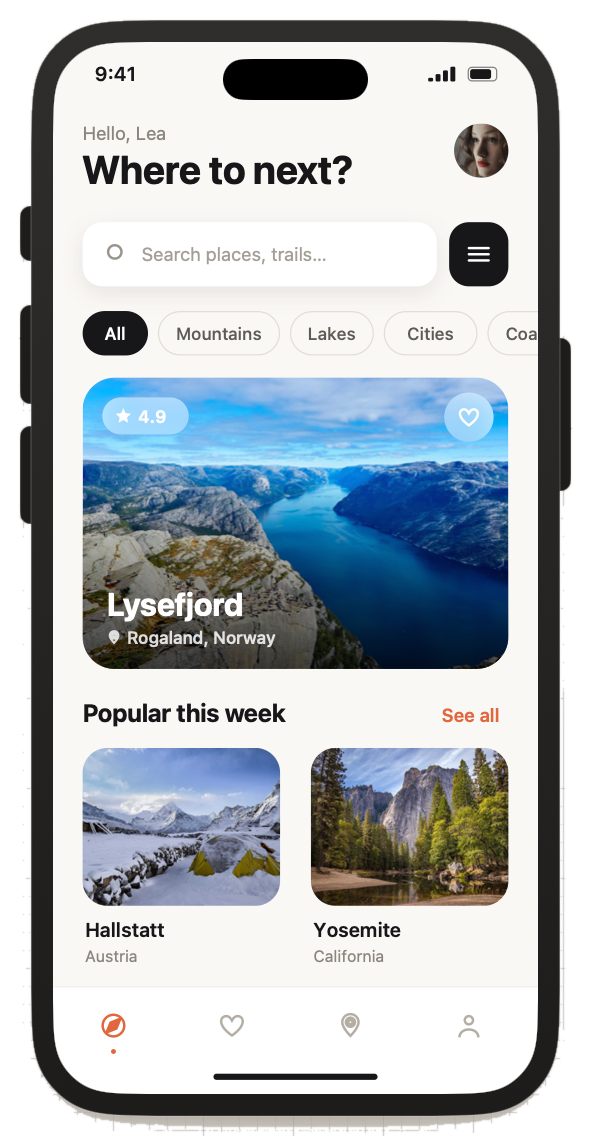 9:41
Hello, Lea
Where to next?
Search places, trails...
All Mountains Lakes Cities Coa
4.9
Lysefjord
Rogaland, Norway
Popular this week See all
Hallstatt Yosemite
Austria California